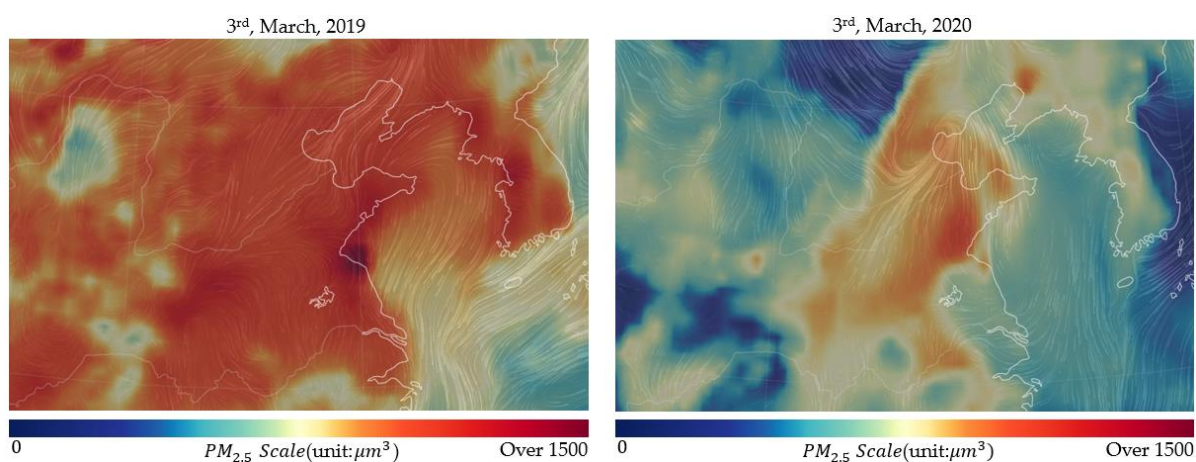 3rd, March, 2019
3rd, March, 2020
0 PM2.5 Scale(unit:μm³) Over 1500
0 PM2.5 Scale(unit:μm³) Over 1500